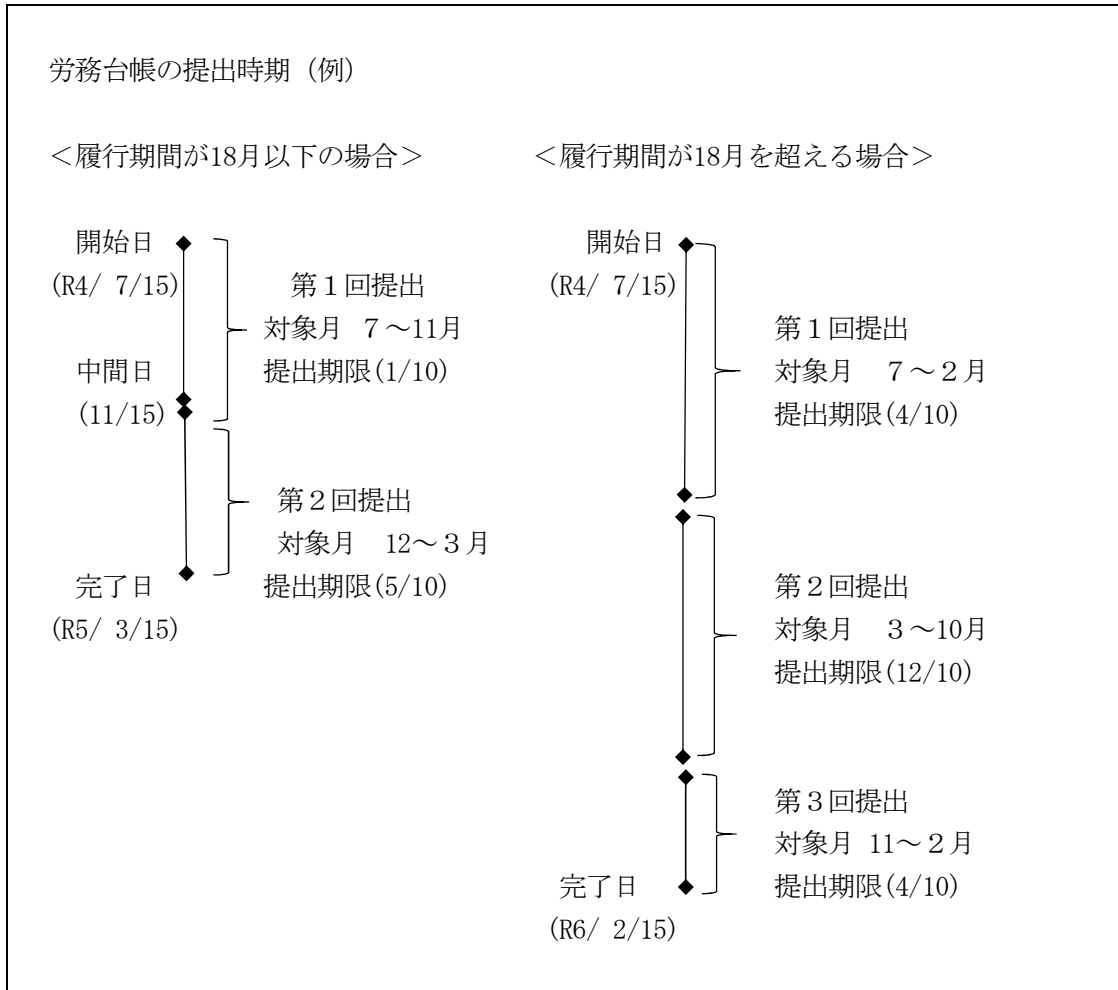 労務台帳の提出時期（例）
＜履行期間が18月以下の場合＞
開始日
(R4/ 7/15)
第１回提出
対象月 ７～11月
提出期限(1/10)
中間日
(11/15)
第２回提出
対象月 12～３月
提出期限(5/10)
完了日
(R5/ 3/15)
＜履行期間が18月を超える場合＞
開始日
(R4/ 7/15)
第１回提出
対象月 ７～２月
提出期限(4/10)
第２回提出
対象月 ３～10月
提出期限(12/10)
第３回提出
対象月 11～２月
提出期限(4/10)
完了日
(R6/ 2/15)